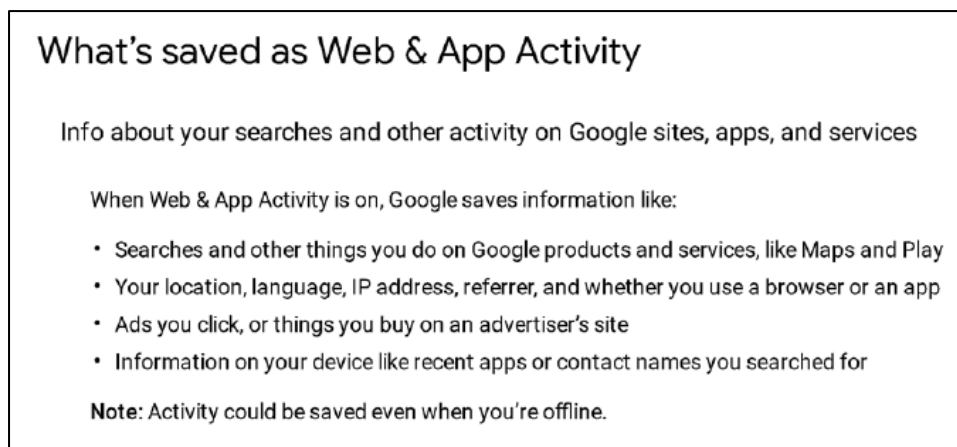 What's saved as Web & App Activity
Info about your searches and other activity on Google sites, apps, and services
When Web & App Activity is on, Google saves information like:
• Searches and other things you do on Google products and services, like Maps and Play
• Your location, language, IP address, referrer, and whether you use a browser or an app
• Ads you click, or things you buy on an advertiser's site
• Information on your device like recent apps or contact names you searched for
Note: Activity could be saved even when you're offline.